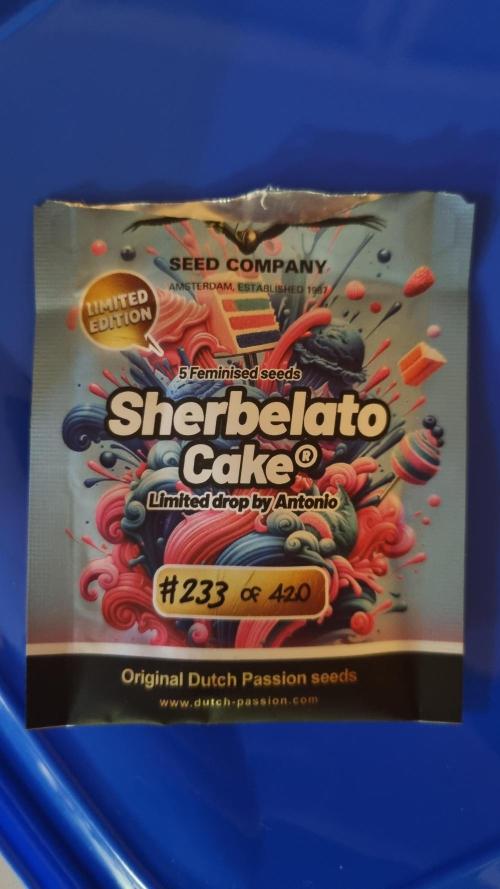 SEED COMPANY
AMSTERDAM, ESTABLISHED 1987
LIMITED
EDITION
5 Feminised seeds
Sherbelato
Cake®
Limited drop by Antonio
#233 OF 420
Original Dutch Passion seeds
www.dutch-passion.com